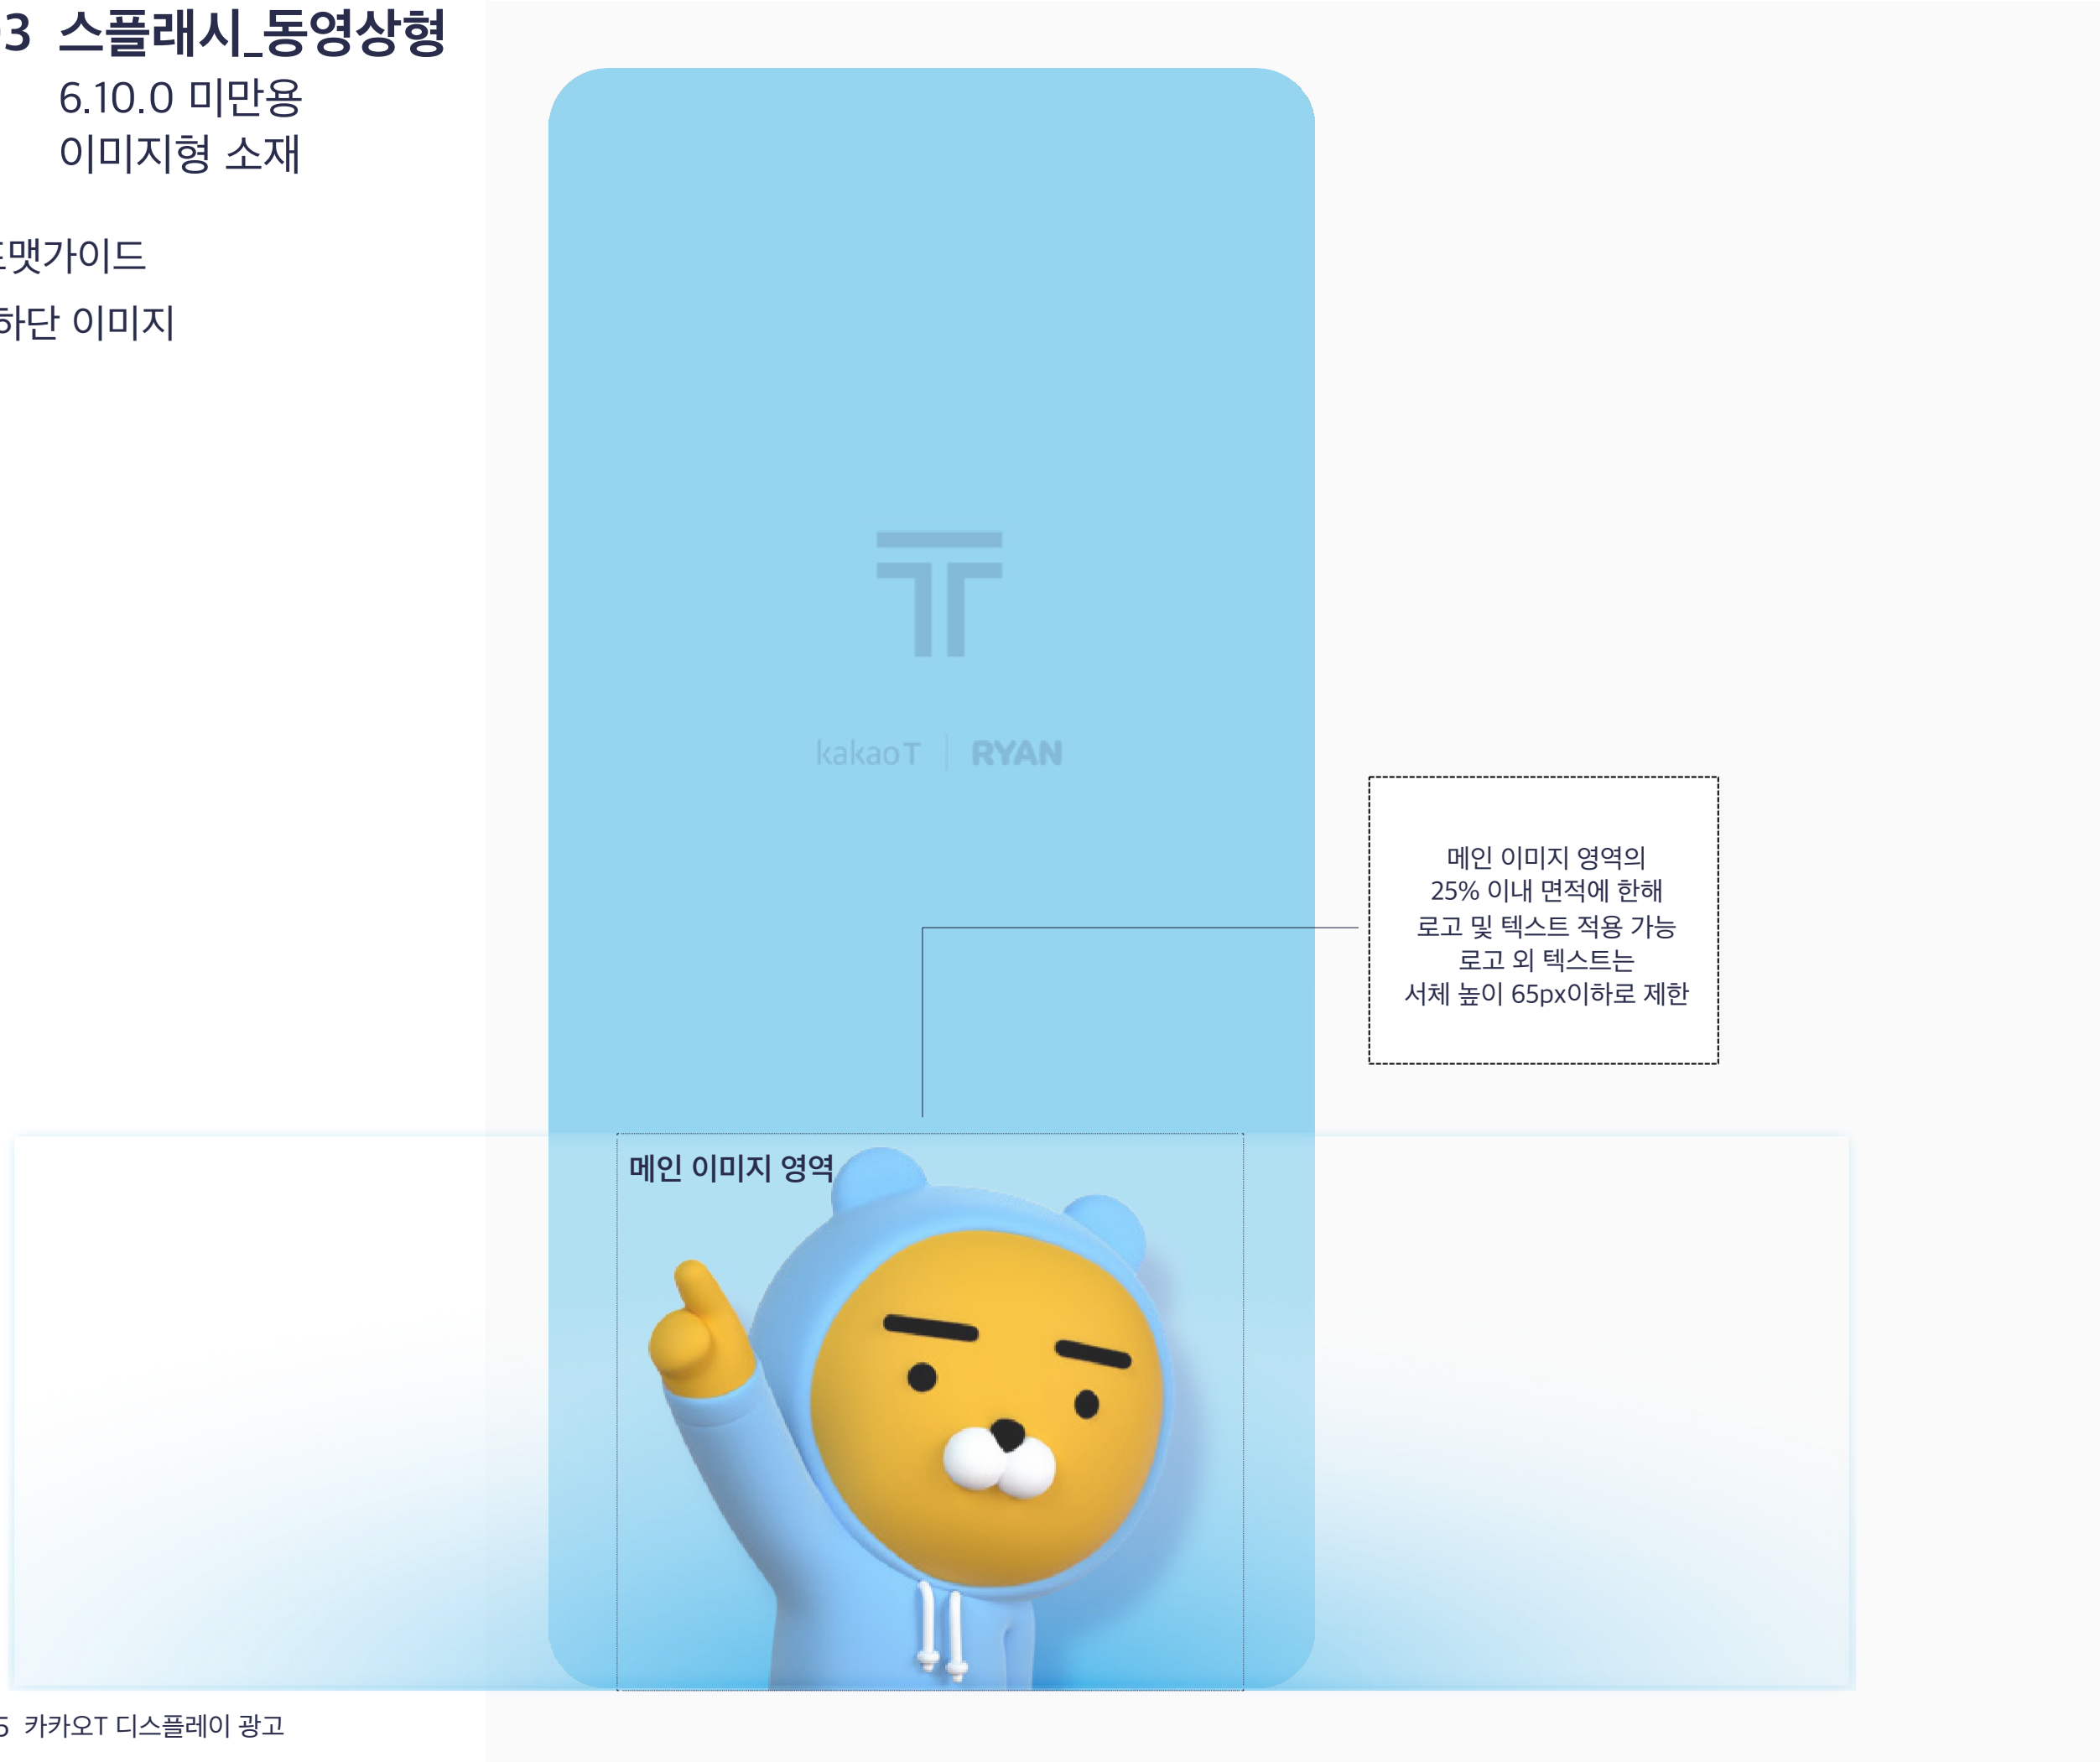 3 스플래시_동영상형
6.10.0 미만용
이미지형 소재
맷가이드
하단 이미지
kakao T | RYAN
메인 이미지 영역의
25% 이내 면적에 한해
로고 및 텍스트 적용 가능
로고 외 텍스트는
서체 높이 65px이하로 제한
메인 이미지 영역
5 카카오T 디스플레이 광고